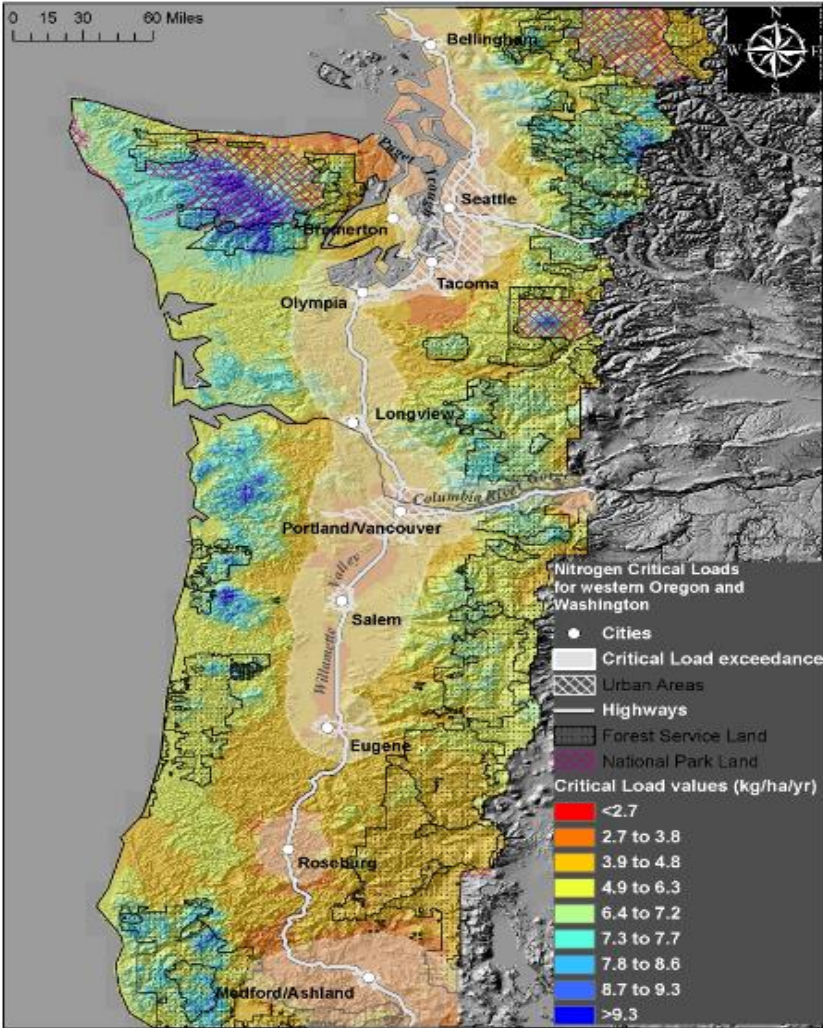 0 15 30 60 Miles
N
W E
S
Bellingham
Puget
Trough
Seattle
Bremerton
Tacoma
Olympia
Longview
Columbia River Gorge
Portland/Vancouver
Valley
Salem
Willamette
Eugene
Roseburg
Medford/Ashland
Nitrogen Critical Loads
for western Oregon and
Washington
Cities
Critical Load exceedance
Urban Areas
Highways
Forest Service Land
National Park Land
Critical Load values (kg/ha/yr)
<2.7
2.7 to 3.8
3.9 to 4.8
4.9 to 6.3
6.4 to 7.2
7.3 to 7.7
7.8 to 8.6
8.7 to 9.3
>9.3